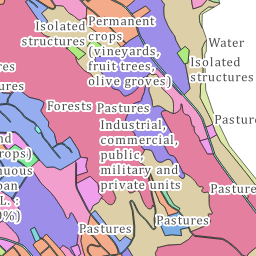 Isolated
structures
Permanent
crops
(vineyards,
fruit trees,
olive groves)
Water
Isolated
structures
Forests
Pastures
Industrial,
commercial,
public,
military and
private units
Pastures
Pastures
Pastures
Pastures